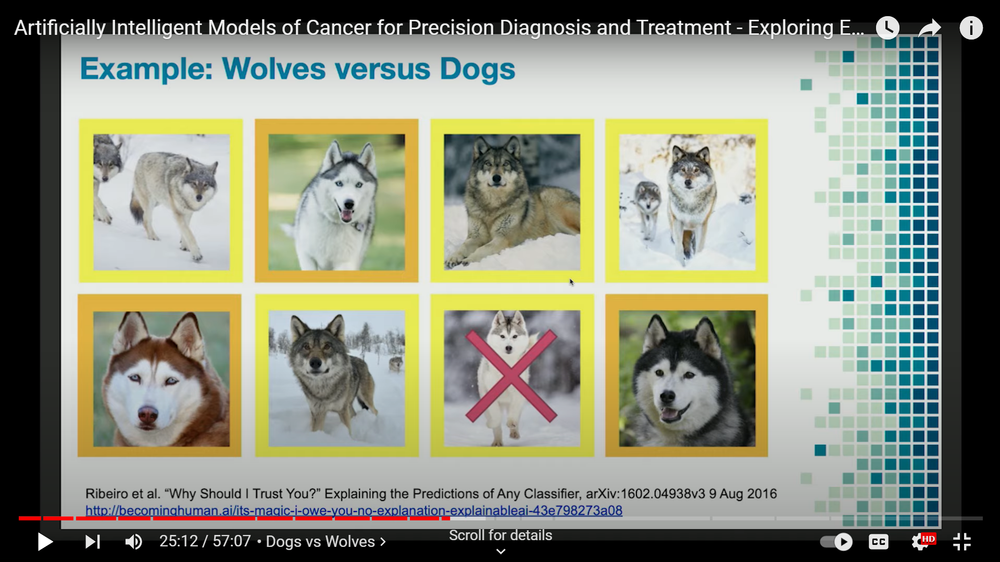 Artificially Intelligent Models of Cancer for Precision Diagnosis and Treatment - Exploring E...
Example: Wolves versus Dogs
Ribeiro et al. “Why Should I Trust You?” Explaining the Predictions of Any Classifier, arXiv:1602.04938v3 9 Aug 2016
http://becominghuman.ai/its-magic-i-owe-you-no-explanation-explainableai-43e798273a08
25:12 / 57:07 • Dogs vs Wolves >
Scroll for details
CC
HD